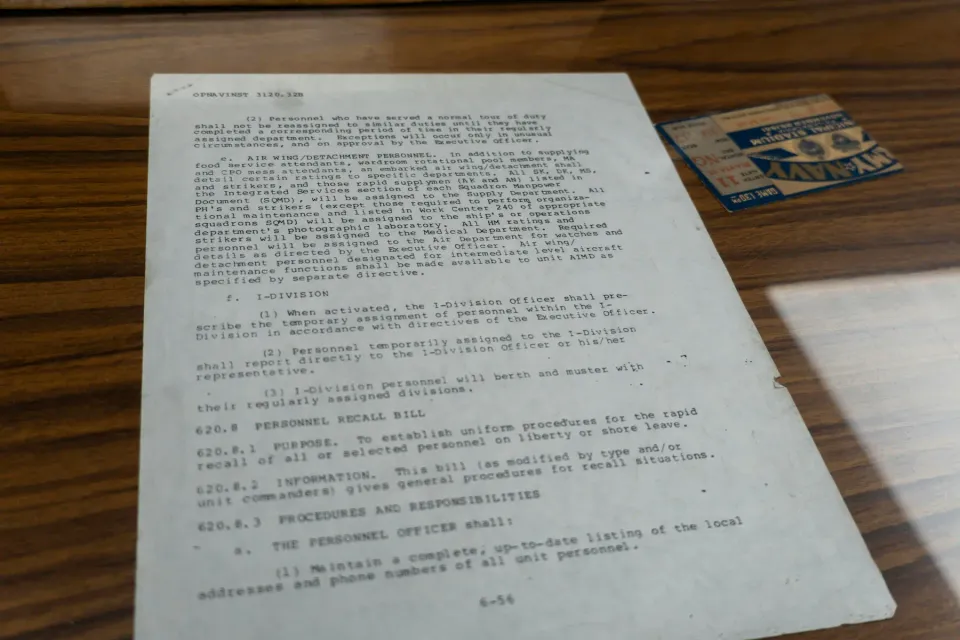 OPNAVINST 3120.32B
(2) Personnel who have served a normal tour of duty
shall not be reassigned to similar duties until they have
completed a corresponding period of time in their regularly
assigned department. Exceptions will occur only in unusual
circumstances, and on approval by the Executive Officer.
e. AIR WING/DETACHMENT PERSONNEL. In addition to supplying
food service attendants, wardroom rotational pool members, MA
and CPO mess attendants, an embarked air wing/detachment shall
detail certain ratings to specific departments. All SK, DK, MS,
and strikers, and those rapid supplymen (AK and AN) listed in
the Integrated Services section of each Squadron Manpower
Document (SQMD), will be assigned to the Supply Department. All
PH's and strikers (except those required to perform organiza-
tional maintenance and listed in Work Center 240 of appropriate
squadrons SQMD) will be assigned to the ship's or operations
department's photographic laboratory. All HM ratings and
strikers will be assigned to the Medical Department. Required
personnel will be assigned to the Air Department for watches and
details as directed by the Executive Officer. Air wing/
detachment personnel designated for intermediate level aircraft
maintenance functions shall be made available to unit AIMD as
specified by separate directive.
f. I-DIVISION
(1) When activated, the I-Division Officer shall pre-
scribe the temporary assignment of personnel within the I-
Division in accordance with directives of the Executive Officer.
(2) Personnel temporarily assigned to the I-Division
shall report directly to the I-Division Officer or his/her
representative.
(3) I-Division personnel will berth and muster with
their regularly assigned divisions.
620.8 PERSONNEL RECALL BILL
620.8.1 PURPOSE. To establish uniform procedures for the rapid
recall of all or selected personnel on liberty or shore leave.
620.8.2 INFORMATION. This bill (as modified by type and/or
unit commanders) gives general procedures for recall situations.
620.8.3 PROCEDURES AND RESPONSIBILITIES
a. THE PERSONNEL OFFICER shall:
(1) Maintain a complete, up-to-date listing of the local
addresses and phone numbers of all unit personnel.
6-56
STADIUM
MY-NAVY
GAME